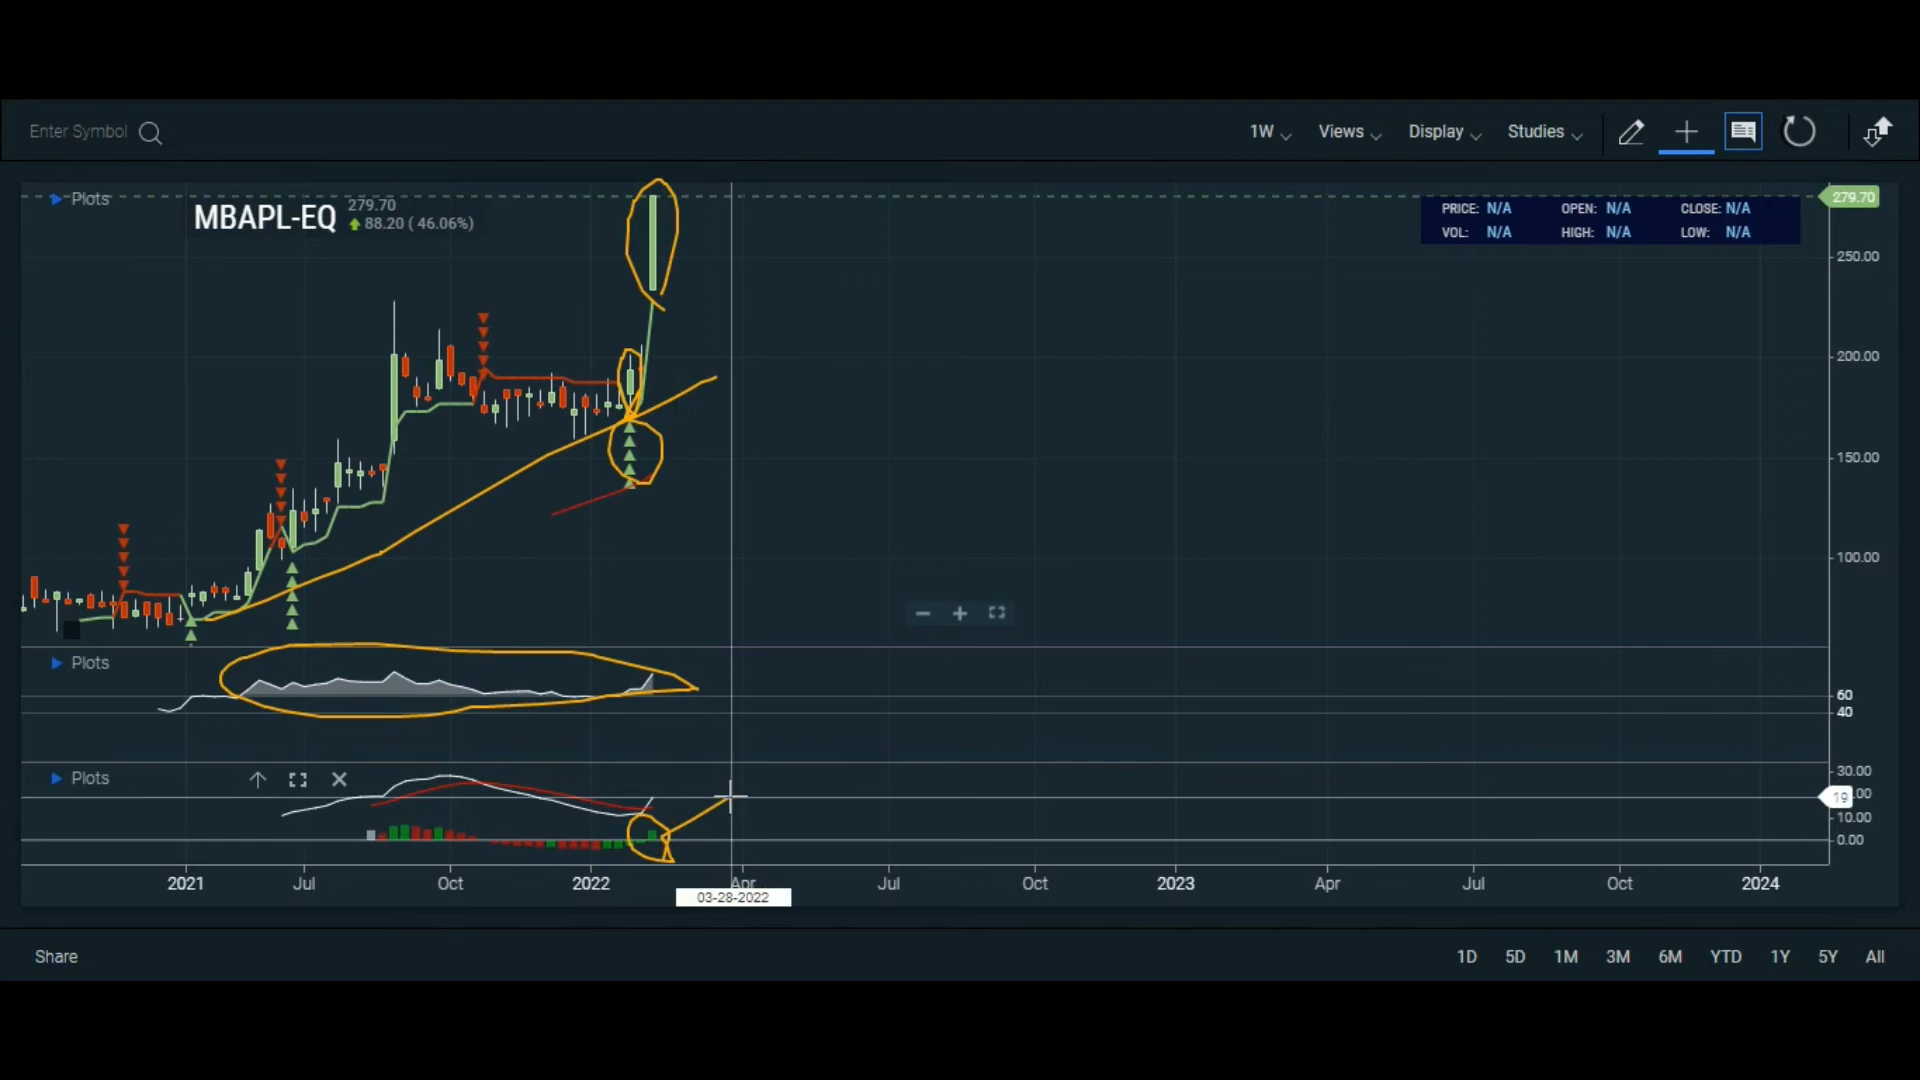 Enter Symbol
1W Views Display Studies
Plots
MBAPL-EQ
279.70
88.20 ( 46.06%)
PRICE: N/A OPEN: N/A CLOSE: N/A
VOL: N/A HIGH: N/A LOW: N/A
279.70
250.00
200.00
150.00
100.00
Plots
60
40
Plots
30.00
19
.00
10.00
0.00
2021 Jul Oct 2022 Apr Jul Oct 2023 Apr Jul Oct 2024
03-28-2022
Share
1D 5D 1M 3M 6M YTD 1Y 5Y All